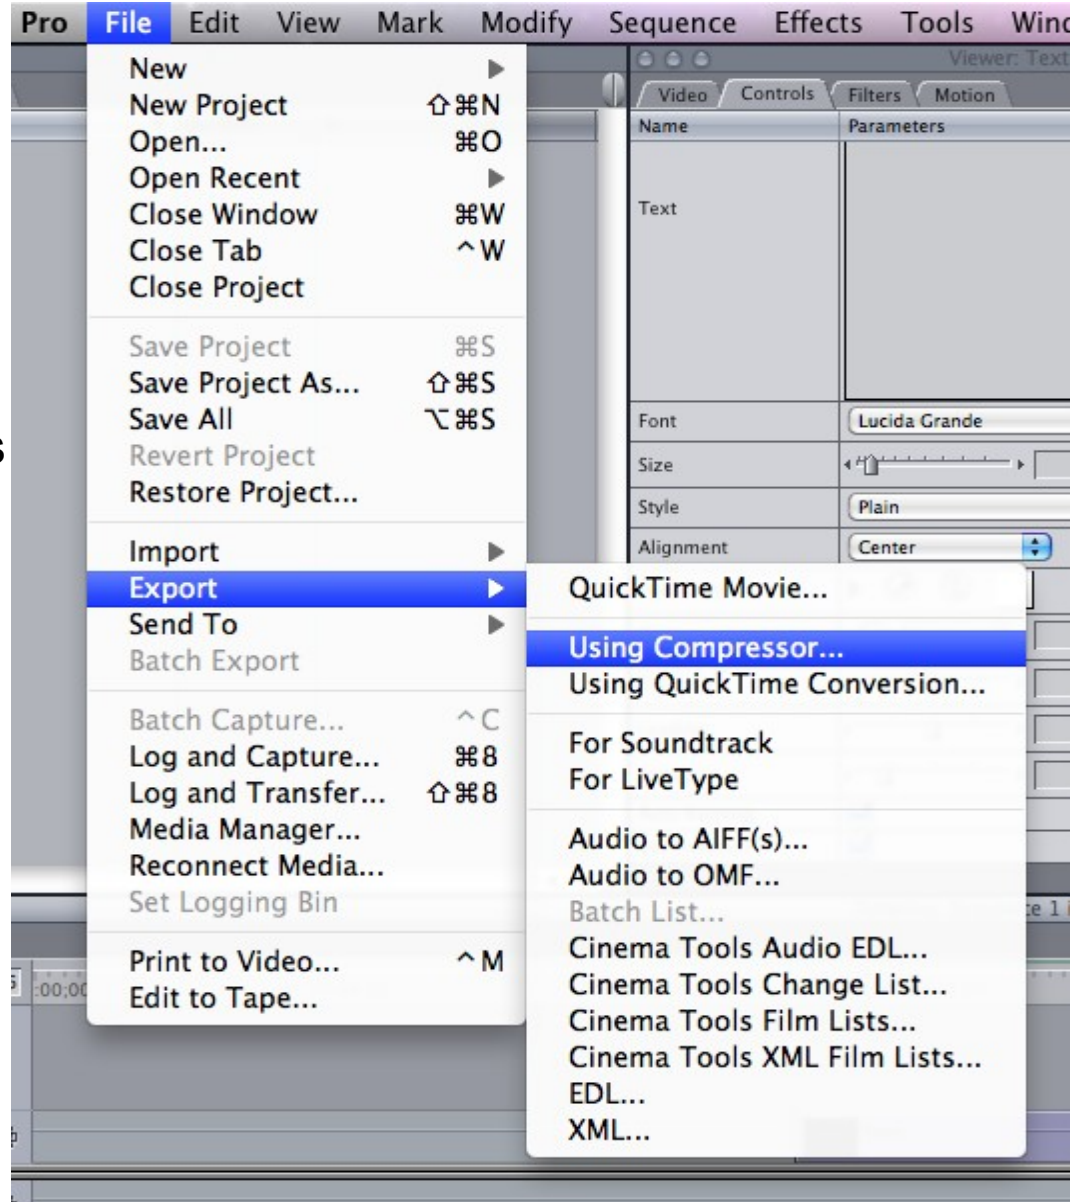 Pro File Edit View Mark Modify Sequence Effects Tools
New
New Project ⇧⌘N
Open... ⌘O
Open Recent
Close Window ⌘W
Close Tab ^W
Close Project
Save Project ⌘S
Save Project As... ⇧⌘S
Save All ⌥⌘S
Revert Project
Restore Project...
Import
Export
Send To
Batch Export
Batch Capture... ^C
Log and Capture... ⌘8
Log and Transfer... ⇧⌘8
Media Manager...
Reconnect Media...
Set Logging Bin
Print to Video... ^M
Edit to Tape...
QuickTime Movie...
Using Compressor...
Using QuickTime Conversion...
For Soundtrack
For LiveType
Audio to AIFF(s)...
Audio to OMF...
Batch List...
Cinema Tools Audio EDL...
Cinema Tools Change List...
Cinema Tools Film Lists...
Cinema Tools XML Film Lists...
EDL...
XML...
Viewer: Text
Video Controls Filters Motion
Name Parameters
Text
Font Lucida Grande
Size
Style Plain
Alignment Center